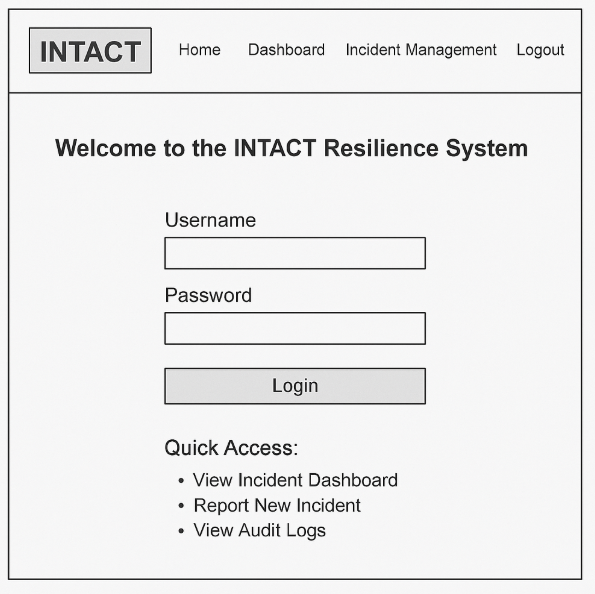 INTACT Home Dashboard Incident Management Logout
Welcome to the INTACT Resilience System
Username
Password
Login
Quick Access:
• View Incident Dashboard
• Report New Incident
• View Audit Logs